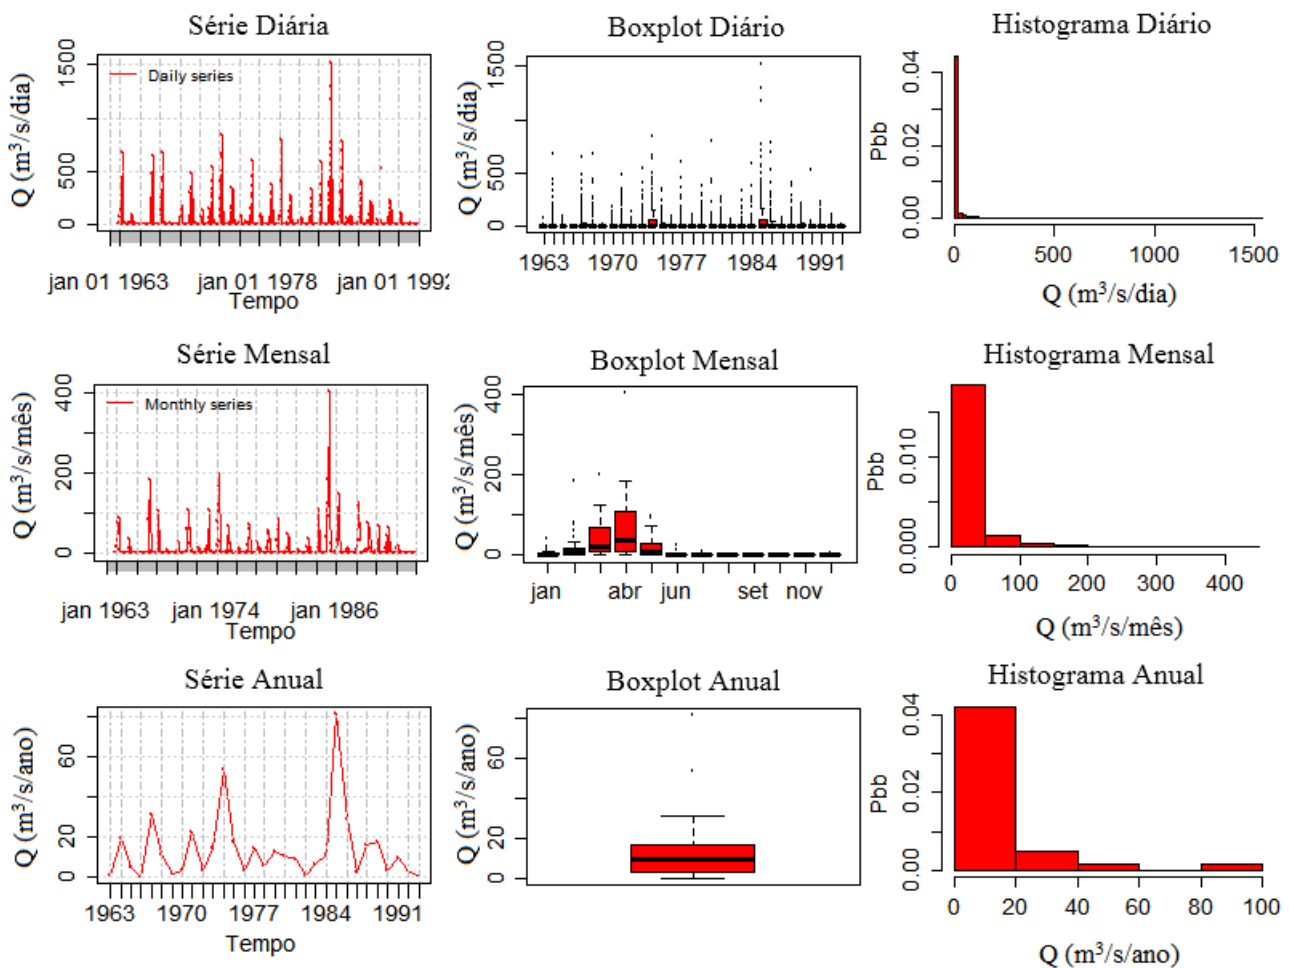 Série Diária
Q (m³/s/dia)
1500
500
0
Daily series
jan 01 1963 jan 01 1978 jan 01 1992
Tempo
Boxplot Diário
Q (m³/s/dia)
1500
500
0
1963 1970 1977 1984 1991
Histograma Diário
Pbb
0.04
0.02
0.00
0 500 1000 1500
Q (m³/s/dia)
Série Mensal
Q (m³/s/mês)
400
200
0
Monthly series
jan 1963 jan 1974 jan 1986
Tempo
Boxplot Mensal
Q (m³/s/mês)
400
200
0
jan abr jun set nov
Histograma Mensal
Pbb
0.010
0.000
0 100 200 300 400
Q (m³/s/mês)
Série Anual
Q (m³/s/ano)
60
20
0
1963 1970 1977 1984 1991
Tempo
Boxplot Anual
Q (m³/s/ano)
60
20
0
Histograma Anual
Pbb
0.04
0.02
0.00
0 20 40 60 80 100
Q (m³/s/ano)